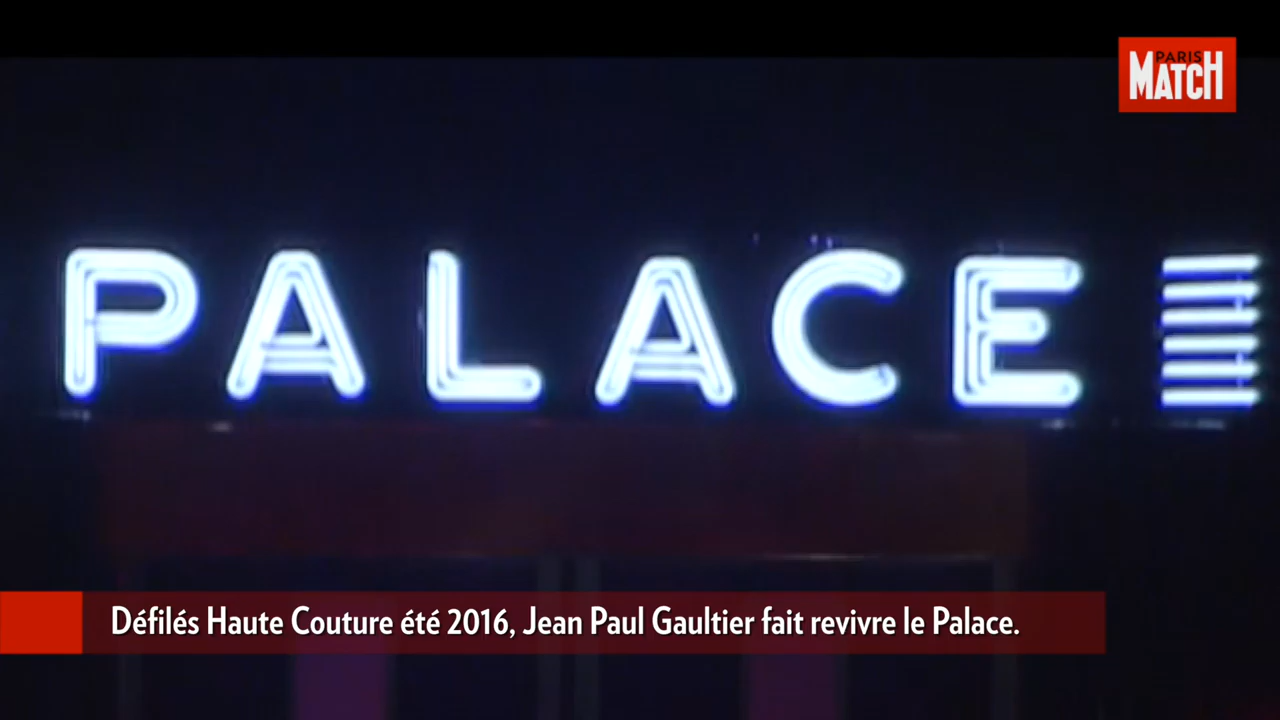 PARIS
MATCH
PALACE
Défilés Haute Couture été 2016, Jean Paul Gaultier fait revivre le Palace.